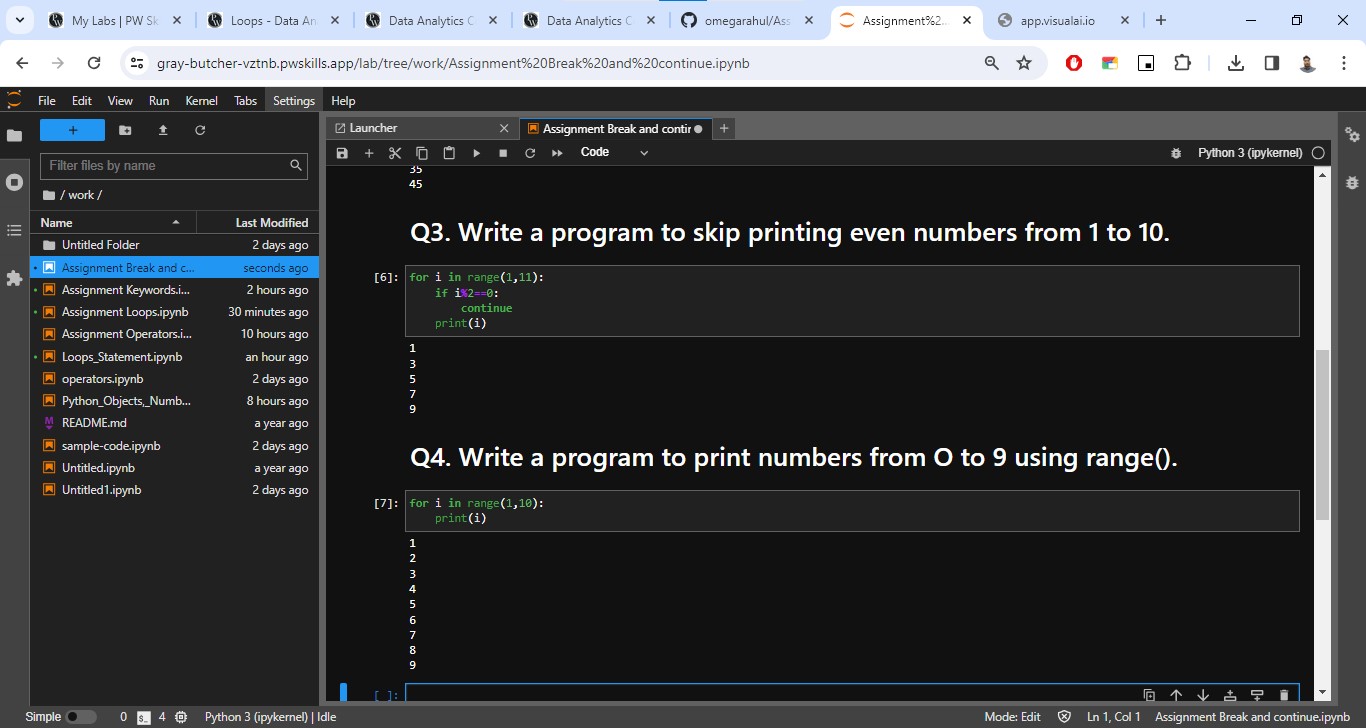 My Labs | PW Sk
Loops - Data An
Data Analytics C
Data Analytics C
omegarahul/Ass
Assignment%2
app.visualai.io
gray-butcher-vztnb.pwskills.app/lab/tree/work/Assignment%20Break%20and%20continue.ipynb
File Edit View Run Kernel Tabs Settings Help
Filter files by name
/ work /
Name Last Modified
Untitled Folder 2 days ago
Assignment Break and c... seconds ago
Assignment Keywords.i... 2 hours ago
Assignment Loops.ipynb 30 minutes ago
Assignment Operators.i... 10 hours ago
Loops_Statement.ipynb an hour ago
operators.ipynb 2 days ago
Python_Objects,_Numb... 8 hours ago
README.md a year ago
sample-code.ipynb 2 days ago
Untitled.ipynb a year ago
Untitled1.ipynb 2 days ago
Launcher
Assignment Break and contin
Code
Python 3 (ipykernel)
35
45
Q3. Write a program to skip printing even numbers from 1 to 10.
[6]: for i in range(1,11):
if i%2==0:
continue
print(i)
1
3
5
7
9
Q4. Write a program to print numbers from O to 9 using range().
[7]: for i in range(1,10):
print(i)
1
2
3
4
5
6
7
8
9
[ ]:
Simple 0 $_ 4 Python 3 (ipykernel) | Idle Mode: Edit Ln 1, Col 1 Assignment Break and continue.ipynb